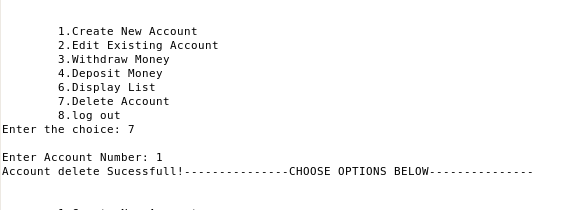 1.Create New Account
2.Edit Existing Account
3.Withdraw Money
4.Deposit Money
6.Display List
7.Delete Account
8.log out
Enter the choice: 7
Enter Account Number: 1
Account delete Sucessfull!---------------CHOOSE OPTIONS BELOW---------------